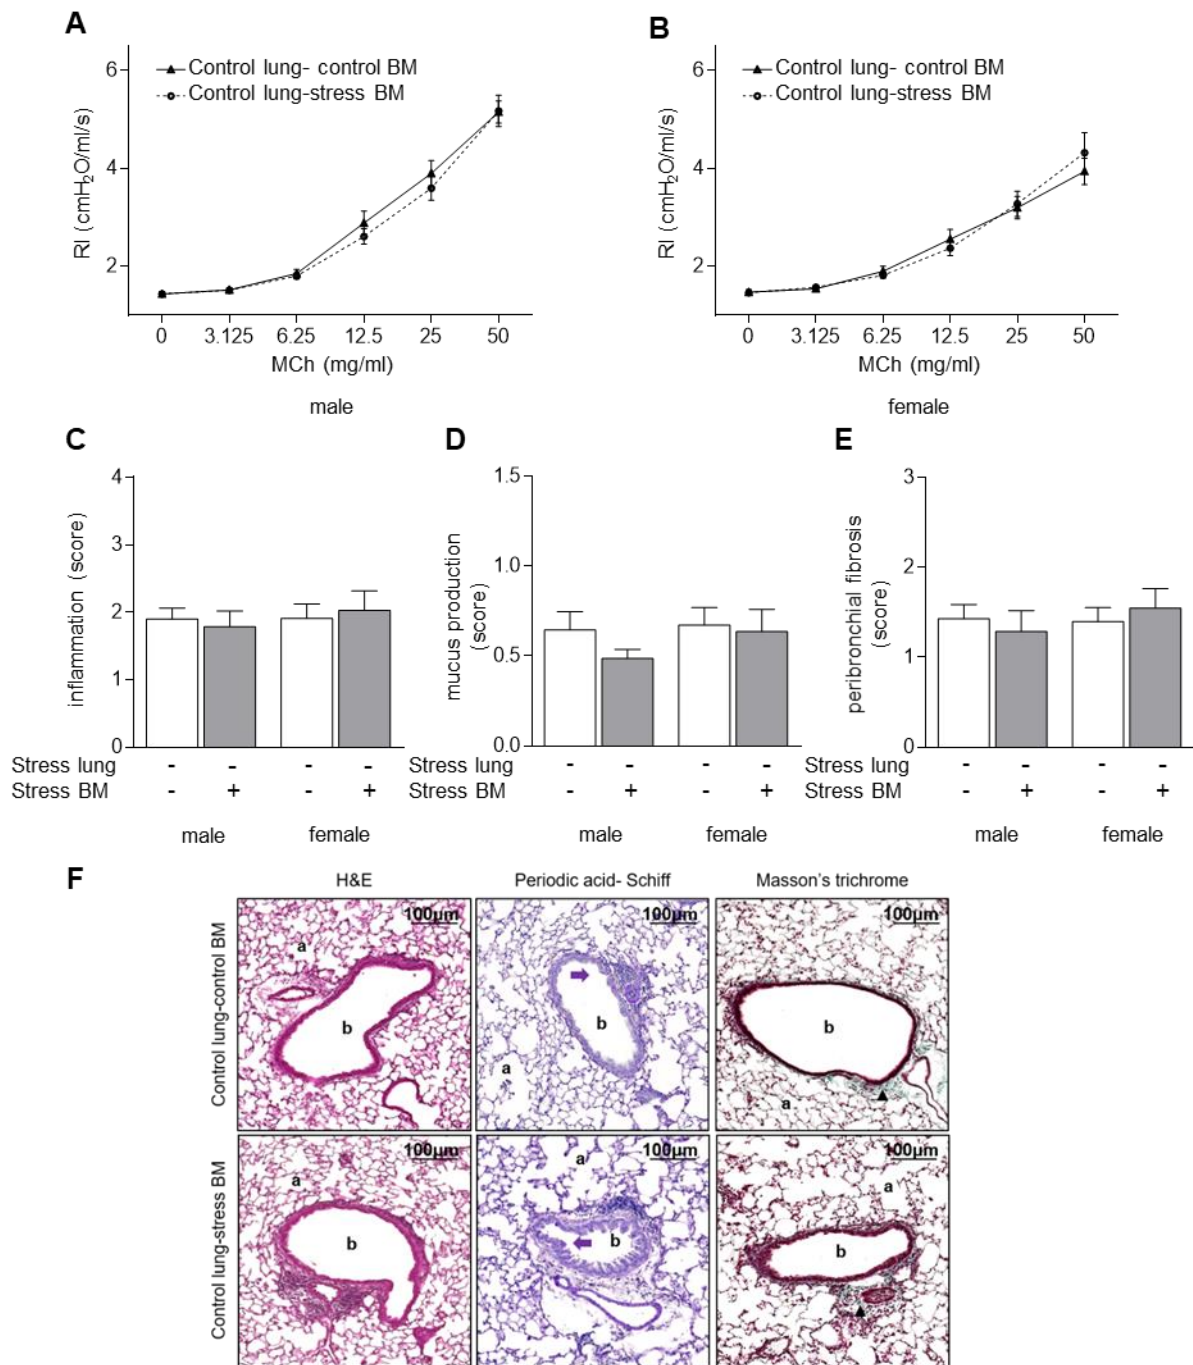 A
Control lung- control BM
Control lung-stress BM
RI (cmH₂O/ml/s)
6
4
2
0 3.125 6.25 12.5 25 50
MCh (mg/ml)
male
B
Control lung- control BM
Control lung-stress BM
RI (cmH₂O/ml/s)
6
4
2
0 3.125 6.25 12.5 25 50
MCh (mg/ml)
female
C
inflammation (score)
4
3
2
1
0
Stress lung - - - -
Stress BM - + - +
male female
D
mucus production
(score)
1.5
1.0
0.5
0.0
Stress lung - - - -
Stress BM - + - +
male female
E
peribronchial fibrosis
(score)
3
2
1
0
Stress lung - - - -
Stress BM - + - +
male female
F
H&E Periodic acid- Schiff Masson's trichrome
Control lung-control BM
100µm
a
b
100µm
b
a
100µm
b
a
Control lung-stress BM
100µm
a
b
100µm
a
b
100µm
a
b